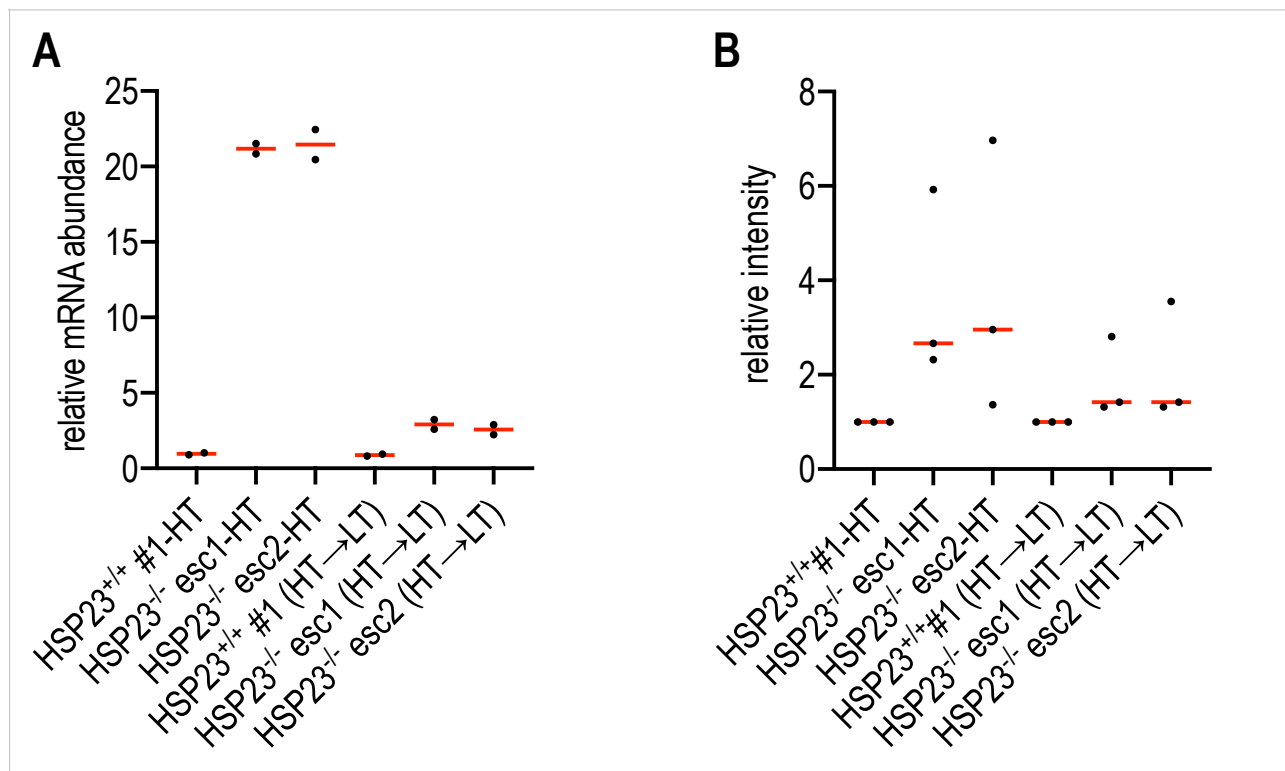 A
relative mRNA abundance
25
20
15
10
5
0
HSP23+/+ #1-HT
HSP23-/- esc1-HT
HSP23-/- esc2-HT
HSP23+/+ #1 (HT→LT)
HSP23-/- esc1 (HT→LT)
HSP23-/- esc2 (HT→LT)
B
relative intensity
8
6
4
2
0
HSP23+/+#1-HT
HSP23-/- esc1-HT
HSP23-/- esc2-HT
HSP23+/+#1 (HT→LT)
HSP23-/- esc1 (HT→LT)
HSP23-/- esc2 (HT→LT)